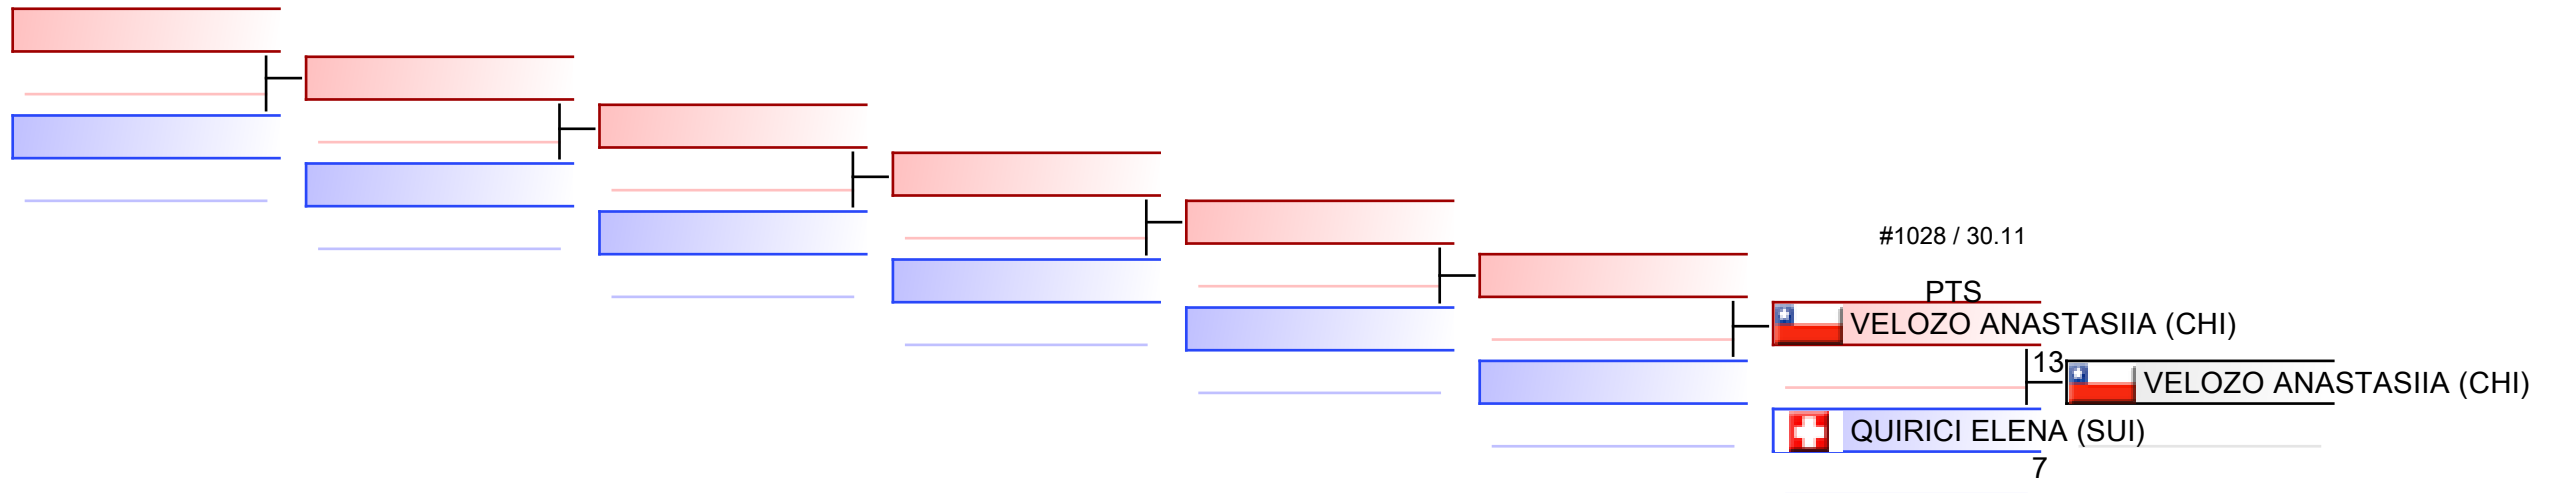 #1028 / 30.11
PTS
VELOZO ANASTASIIA (CHI)
13
VELOZO ANASTASIIA (CHI)
QUIRICI ELENA (SUI)
7